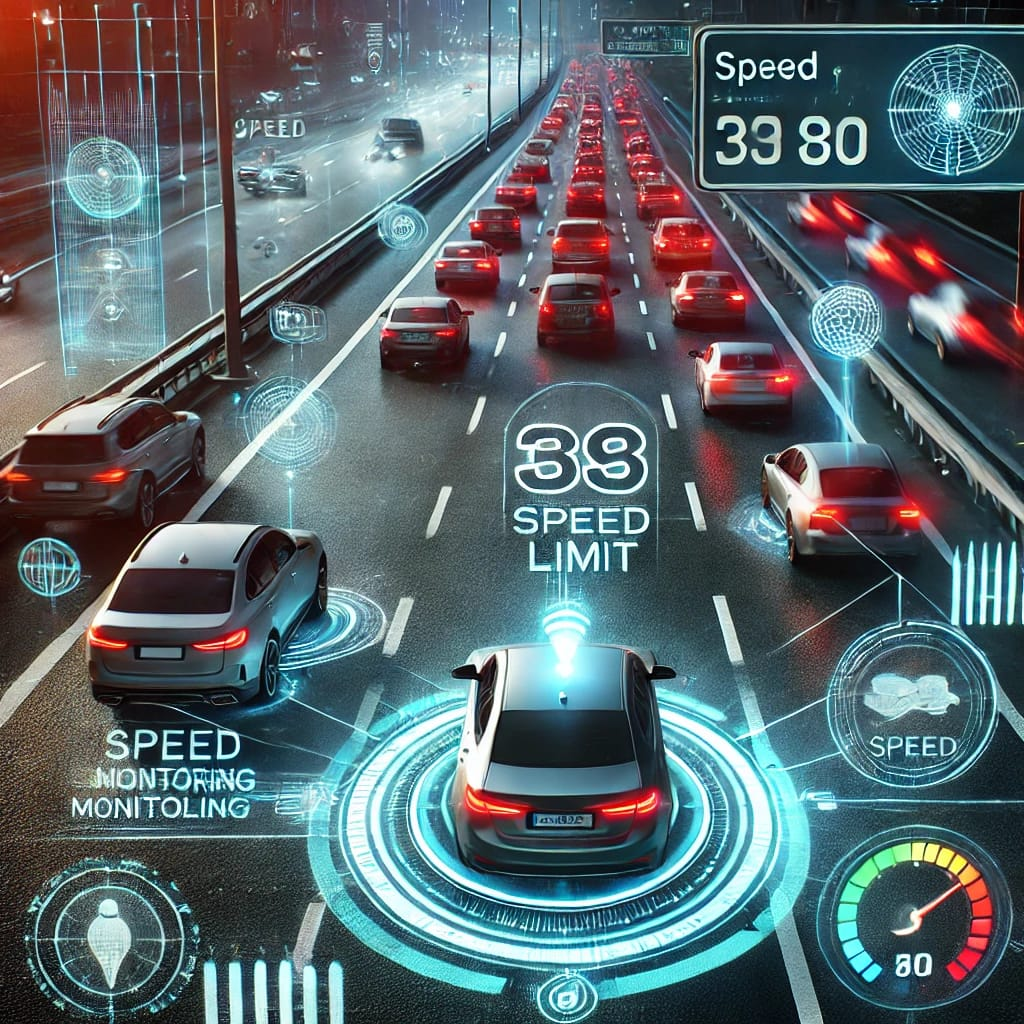 SPEED
Speed
39 80
38
SPEED
LIMIT
SPEED
SPEED
MONTORING
MONITOLING
80